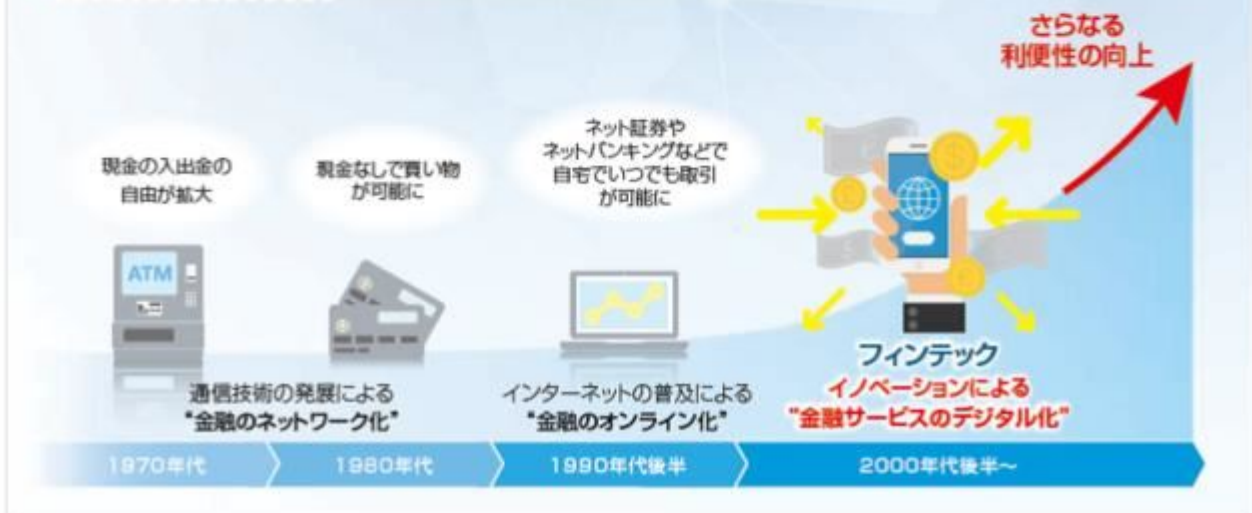 さらなる
利便性の向上
現金の入出金の
自由が拡大
現金なしで買い物
が可能に
ネット証券や
ネットバンキングなどで
自宅でいつでも取引
が可能に
ATM
フィンテック
通信技術の発展による
“金融のネットワーク化”
インターネットの普及による
“金融のオンライン化”
イノベーションによる
“金融サービスのデジタル化”
1970年代
1980年代
1990年代後半
2000年代後半～